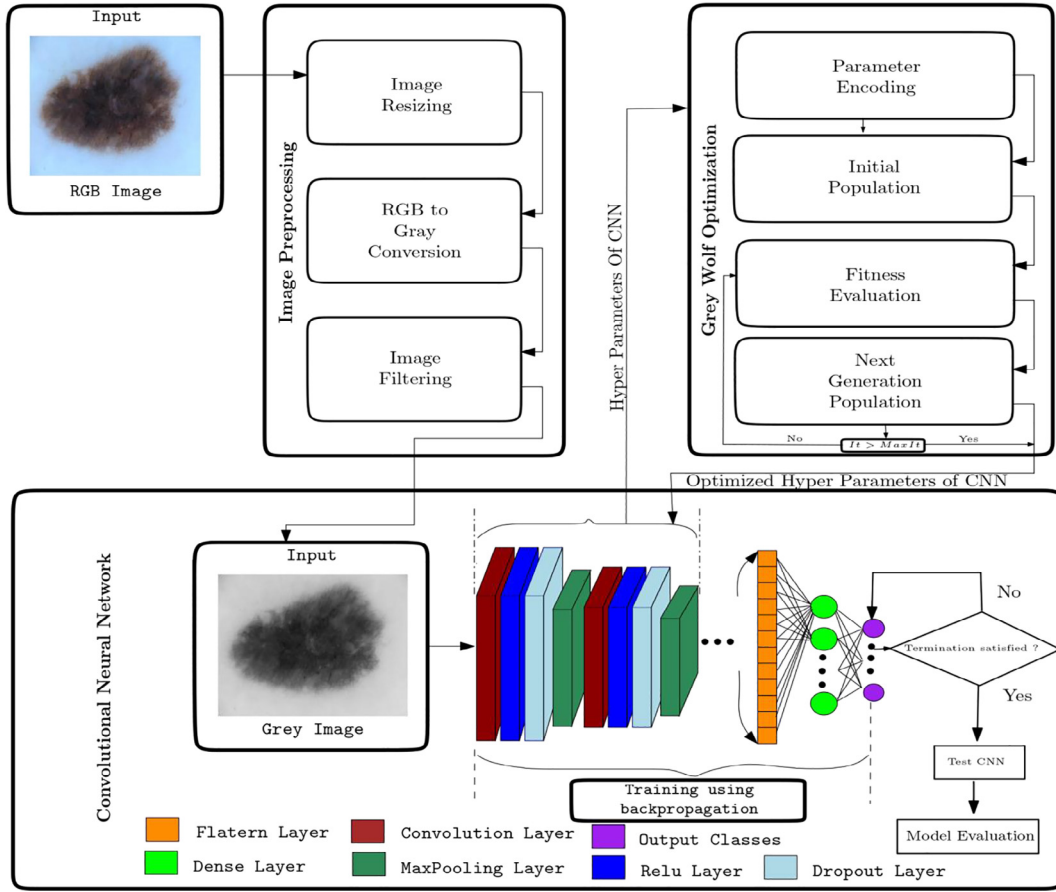 Input
RGB Image
Image Preprocessing
Image
Resizing
RGB to
Gray
Conversion
Image
Filtering
Hyper Parameters Of CNN
Grey Wolf Optimization
Parameter
Encoding
Initial
Population
Fitness
Evaluation
Next
Generation
Population
No
It > MaxIt
Yes
Optimized Hyper Parameters of CNN
Convolutional Neural Network
Input
Grey Image
No
Termination satisfied ?
Yes
Test CNN
Model Evaluation
Training using
backpropagation
Flatern Layer
Convolution Layer
Output Classes
Dense Layer
MaxPooling Layer
Relu Layer
Dropout Layer